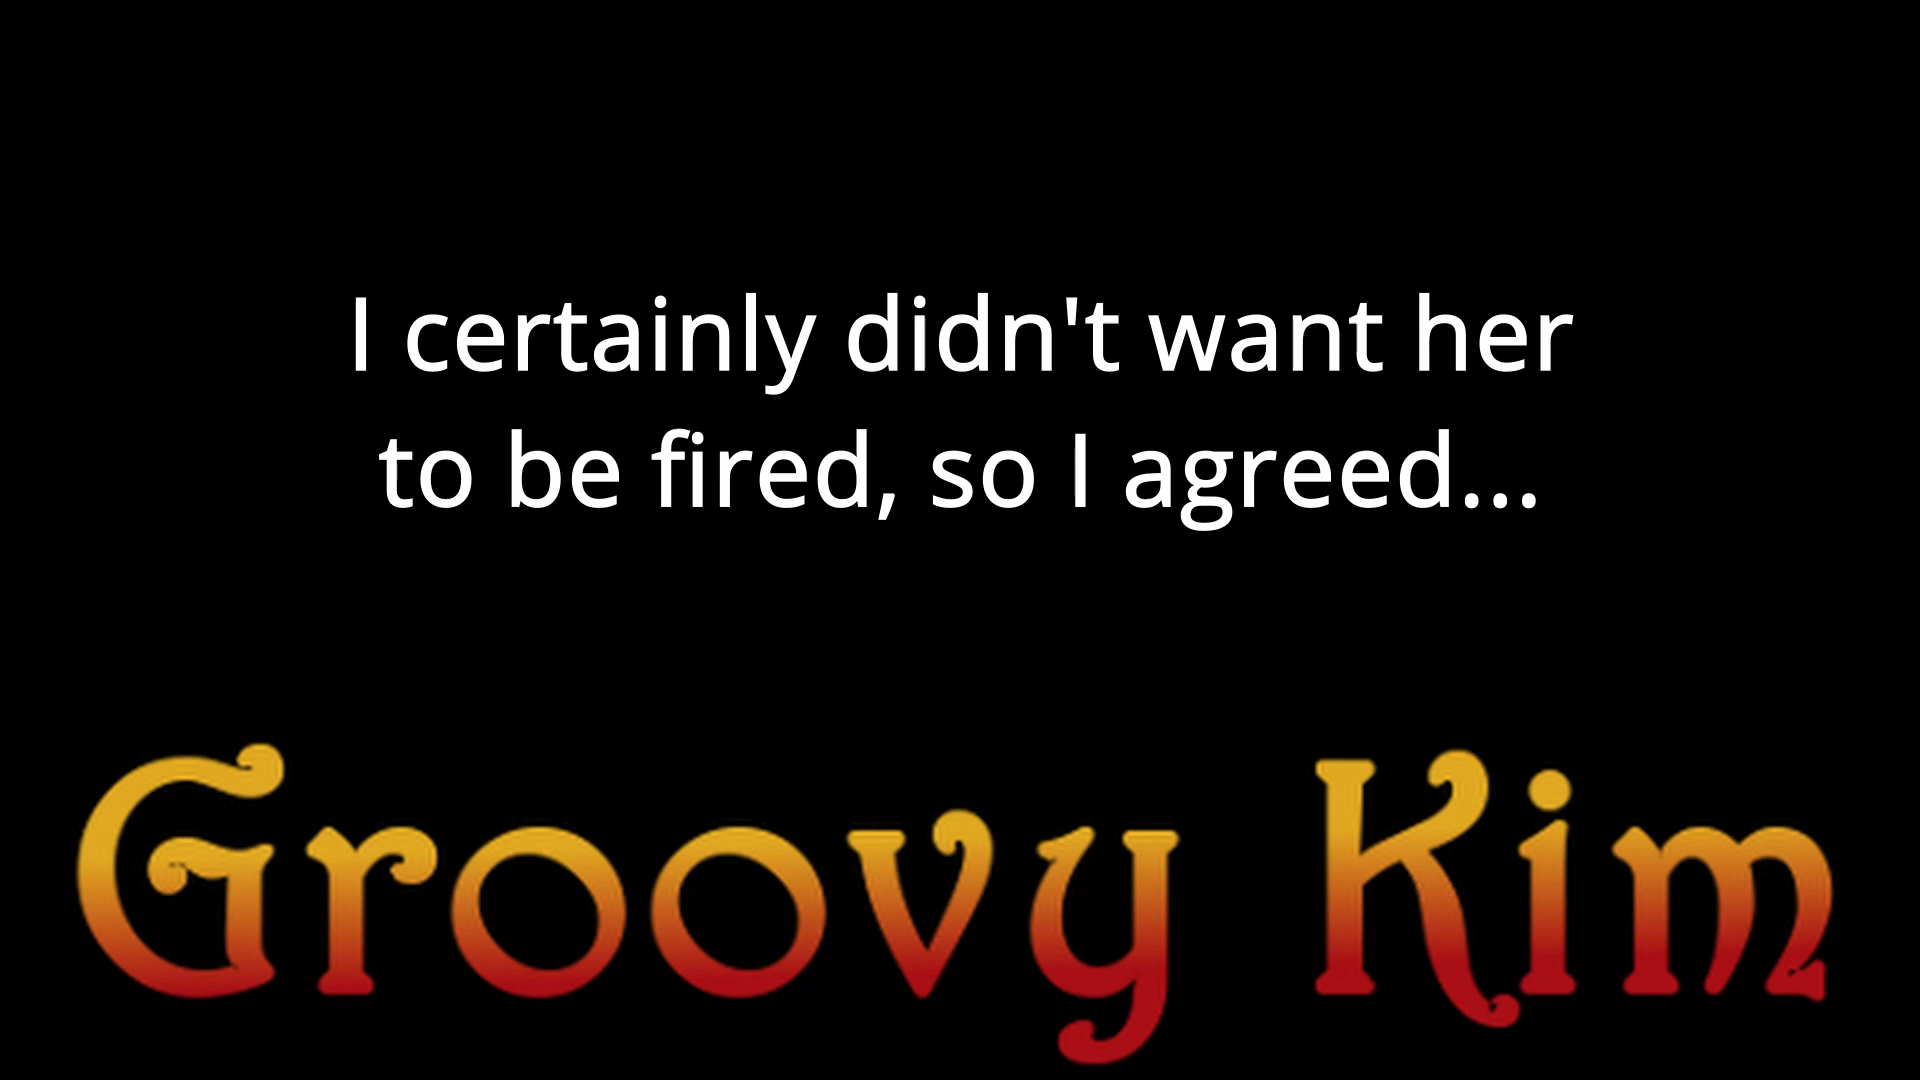 I certainly didn't want her
to be fired, so I agreed...
Groovy Kim